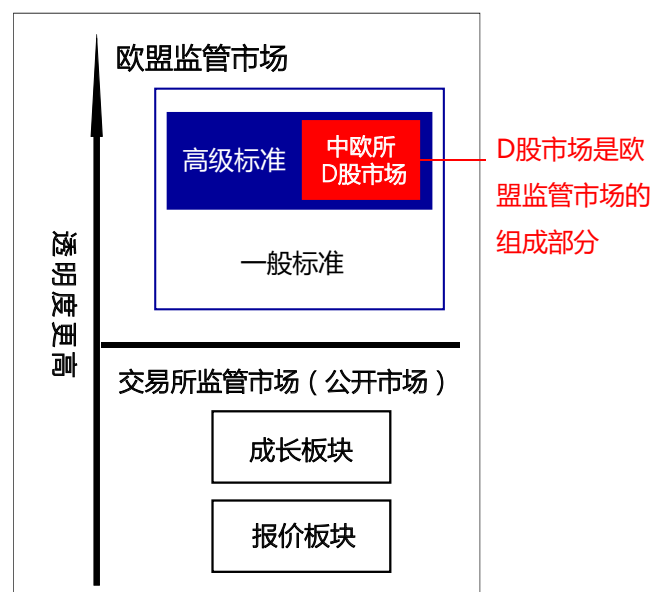 欧盟监管市场
高级标准
中欧所
D股市场
一般标准
D股市场是欧
盟监管市场的
组成部分
透明度更高
交易所监管市场（公开市场）
成长板块
报价板块